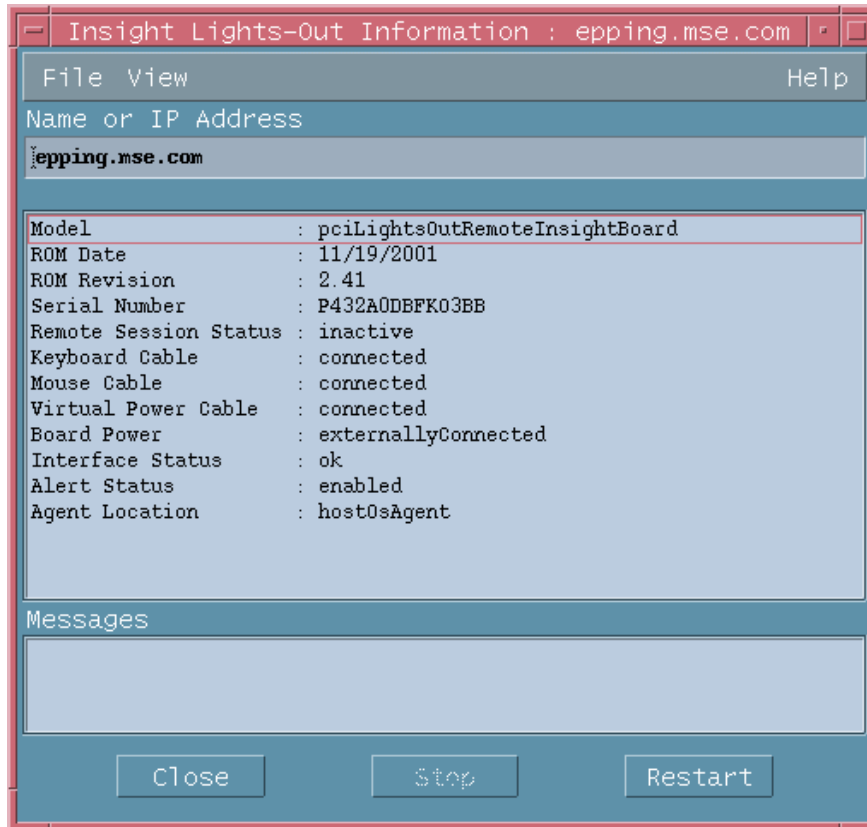 Insight Lights-Out Information : epping.mse.com
File View Help
Name or IP Address
epping.mse.com
Model : pciLightsOutRemoteInsightBoard
ROM Date : 11/19/2001
ROM Revision : 2.41
Serial Number : P432A0DBFK03BB
Remote Session Status : inactive
Keyboard Cable : connected
Mouse Cable : connected
Virtual Power Cable : connected
Board Power : externallyConnected
Interface Status : ok
Alert Status : enabled
Agent Location : hostOsAgent
Messages
Close Stop Restart